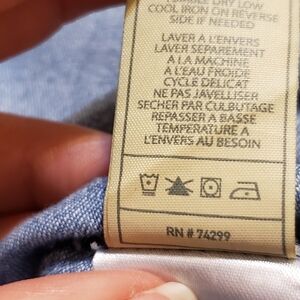 TUMBLE DRY LOW
COOL IRON ON REVERSE
SIDE IF NEEDED
LAVER A L'ENVERS
LAVER SEPAREMENT
A LA MACHINE
A L'EAU FROIDE
CYCLE DELICAT
NE PAS JAVELLISER
SECHER PAR CULBUTAGE
REPASSER A BASSE
TEMPERATURE A
L'ENVERS AU BESOIN
RN # 74299